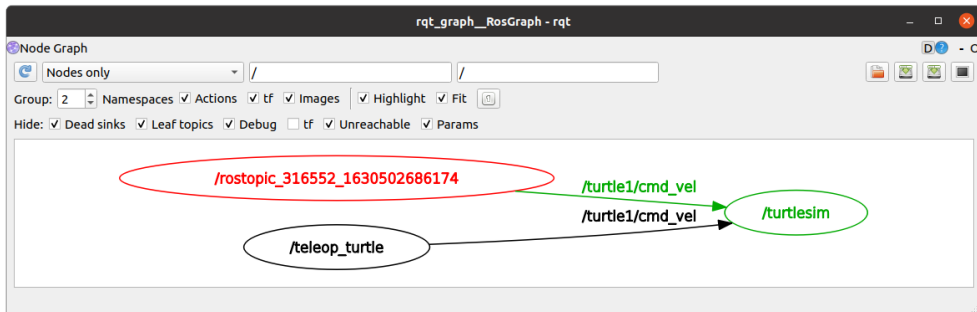 rqt_graph__RosGraph - rqt
Node Graph
D - O
Nodes only / /
Group: 2 Namespaces Actions tf Images Highlight Fit
Hide: Dead sinks Leaf topics Debug tf Unreachable Params
/rostopic_316552_1630502686174
/turtle1/cmd_vel
/turtle1/cmd_vel
/turtlesim
/teleop_turtle